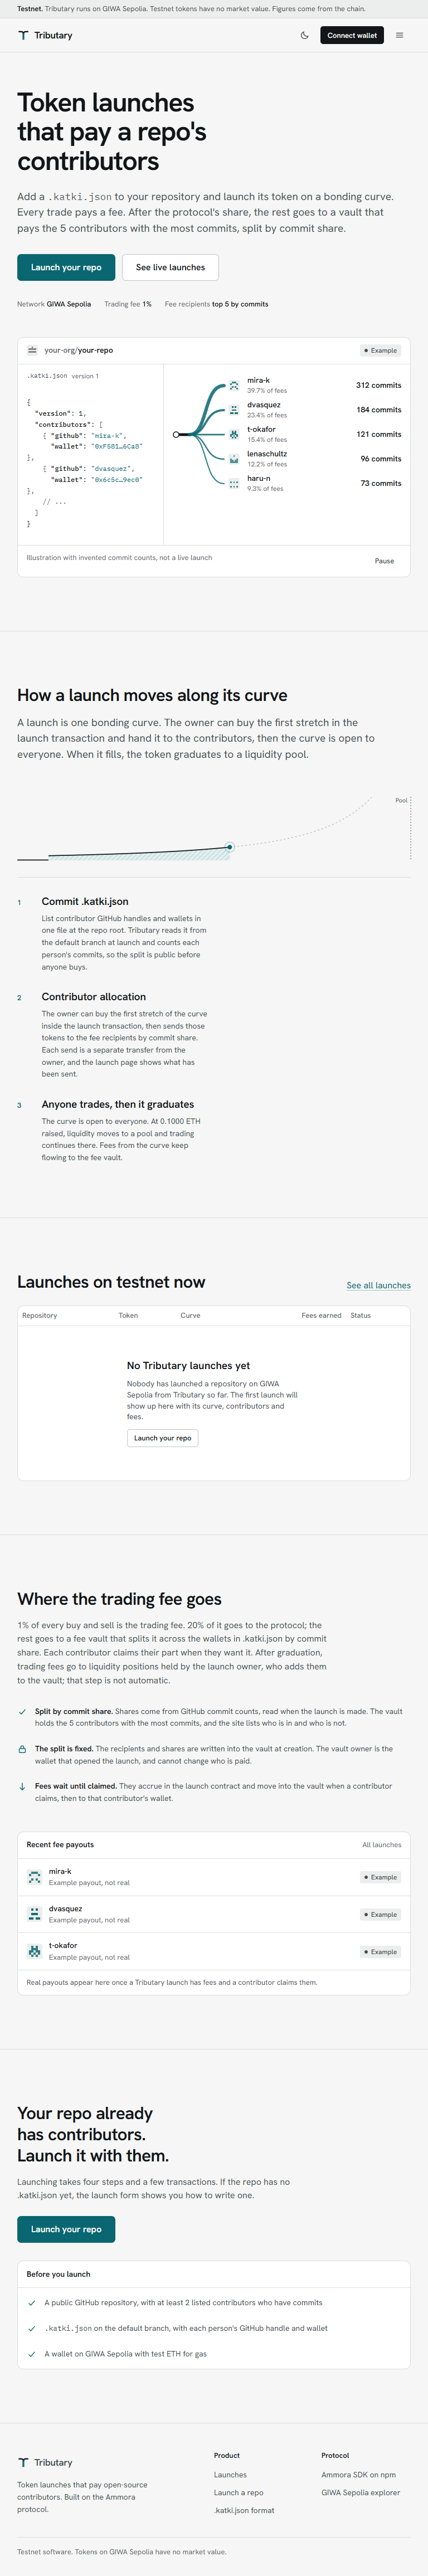 Testnet. Tributary runs on GIWA Sepolia. Testnet tokens have no market value. Figures come from the chain.
Tributary
Connect wallet
Token launches
that pay a repo's
contributors
Add a .katki.json to your repository and launch its token on a bonding curve.
Every trade pays a fee. After the protocol's share, the rest goes to a vault that
pays the 5 contributors with the most commits, split by commit share.
Launch your repo
See live launches
Network GIWA Sepolia
Trading fee 1%
Fee recipients top 5 by commits
your-org/your-repo
Example
.katki.json version 1
{
"version": 1,
"contributors": [
{ "github": "mira-k",
"wallet": "0xF501…6Ca8"
},
{ "github": "dvasquez",
"wallet": "0x6c5c…9ec0"
},
// ...
]
}
mira-k
39.7% of fees
312 commits
dvasquez
23.4% of fees
184 commits
t-okafor
15.4% of fees
121 commits
lenaschultz
12.2% of fees
96 commits
haru-n
9.3% of fees
73 commits
Illustration with invented commit counts, not a live launch
Pause
How a launch moves along its curve
A launch is one bonding curve. The owner can buy the first stretch in the
launch transaction and hand it to the contributors, then the curve is open to
everyone. When it fills, the token graduates to a liquidity pool.
Pool
1
Commit .katki.json
List contributor GitHub handles and wallets in
one file at the repo root. Tributary reads it from
the default branch at launch and counts each
person's commits, so the split is public before
anyone buys.
2
Contributor allocation
The owner can buy the first stretch of the curve
inside the launch transaction, then sends those
tokens to the fee recipients by commit share.
Each send is a separate transfer from the
owner, and the launch page shows what has
been sent.
3
Anyone trades, then it graduates
The curve is open to everyone. At 0.1000 ETH
raised, liquidity moves to a pool and trading
continues there. Fees from the curve keep
flowing to the fee vault.
Launches on testnet now
See all launches
Repository
Token
Curve
Fees earned
Status
No Tributary launches yet
Nobody has launched a repository on GIWA
Sepolia from Tributary so far. The first launch will
show up here with its curve, contributors and
fees.
Launch your repo
Where the trading fee goes
1% of every buy and sell is the trading fee. 20% of it goes to the protocol; the
rest goes to a fee vault that splits it across the wallets in .katki.json by commit
share. Each contributor claims their part when they want it. After graduation,
trading fees go to liquidity positions held by the launch owner, who adds them
to the vault; that step is not automatic.
Split by commit share. Shares come from GitHub commit counts, read when the launch is made. The vault
holds the 5 contributors with the most commits, and the site lists who is in and who is not.
The split is fixed. The recipients and shares are written into the vault at creation. The vault owner is the
wallet that opened the launch, and cannot change who is paid.
Fees wait until claimed. They accrue in the launch contract and move into the vault when a contributor
claims, then to that contributor's wallet.
Recent fee payouts
All launches
mira-k
Example payout, not real
Example
dvasquez
Example payout, not real
Example
t-okafor
Example payout, not real
Example
Real payouts appear here once a Tributary launch has fees and a contributor claims them.
Your repo already
has contributors.
Launch it with them.
Launching takes four steps and a few transactions. If the repo has no
.katki.json yet, the launch form shows you how to write one.
Launch your repo
Before you launch
A public GitHub repository, with at least 2 listed contributors who have commits
.katki.json on the default branch, with each person's GitHub handle and wallet
A wallet on GIWA Sepolia with test ETH for gas
Tributary
Token launches that pay open-source
contributors. Built on the Ammora
protocol.
Product
Launches
Launch a repo
.katki.json format
Protocol
Ammora SDK on npm
GIWA Sepolia explorer
Testnet software. Tokens on GIWA Sepolia have no market value.